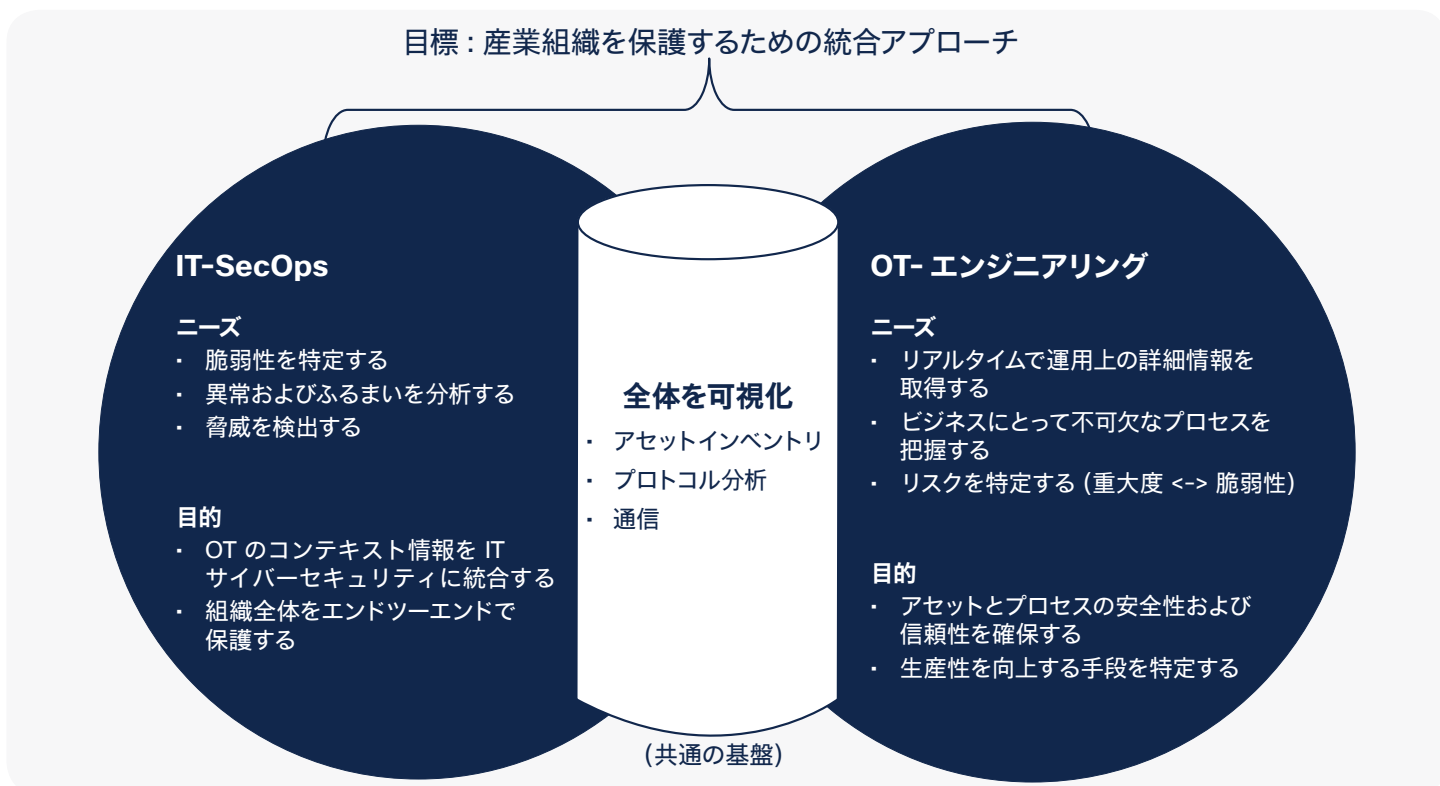 目標 : 産業組織を保護するための統合アプローチ
IT-SecOps
ニーズ
・ 脆弱性を特定する
・ 異常およびふるまいを分析する
・ 脅威を検出する
目的
・ OT のコンテキスト情報を IT
サイバーセキュリティに統合する
・ 組織全体をエンドツーエンドで
保護する
全体を可視化
・ アセットインベントリ
・ プロトコル分析
・ 通信
(共通の基盤)
OT- エンジニアリング
ニーズ
・ リアルタイムで運用上の詳細情報を
取得する
・ ビジネスにとって不可欠なプロセスを
把握する
・ リスクを特定する (重大度 <-> 脆弱性)
目的
・ アセットとプロセスの安全性および
信頼性を確保する
・ 生産性を向上する手段を特定する